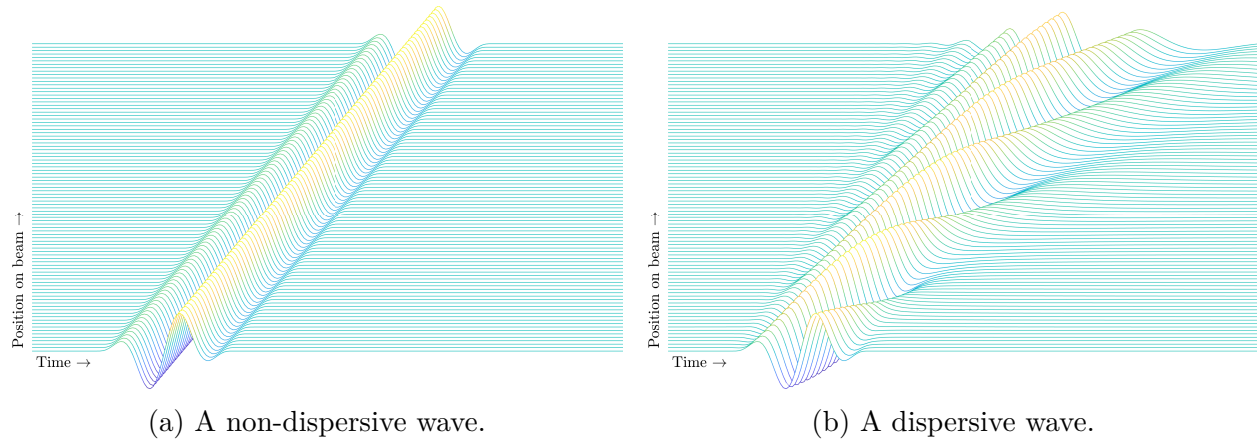 Position on beam →
Time →
(a) A non-dispersive wave.
Position on beam →
Time →
(b) A dispersive wave.